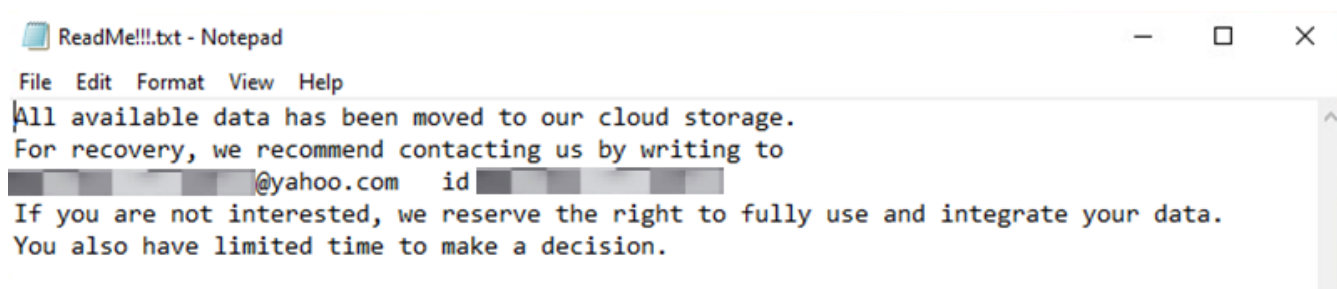 ReadMe!!!.txt - Notepad
File Edit Format View Help
All available data has been moved to our cloud storage.
For recovery, we recommend contacting us by writing to
@yahoo.com id
If you are not interested, we reserve the right to fully use and integrate your data.
You also have limited time to make a decision.